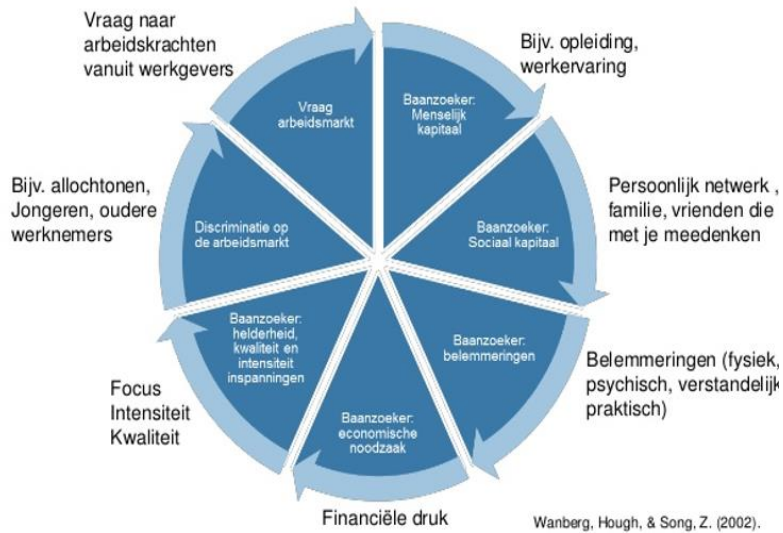 Vraag naar
arbeidskrachten
vanuit werkgevers
Bijv. opleiding,
werkervaring
Vraag
arbeidsmarkt
Baanzoeker:
Menselijk
kapitaal
Bijv. allochtonen,
Jongeren, oudere
werknemers
Persoonlijk netwerk ,
familie, vrienden die
met je meedenken
Discriminatie op
de arbeidsmarkt
Baanzoeker:
Sociaal kapitaal
Baanzoeker:
helderheid,
kwaliteit en
intensiteit
inspanningen
Baanzoeker:
belemmeringen
Belemmeringen (fysiek,
psychisch, verstandelijk
praktisch)
Focus
Intensiteit
Kwaliteit
Baanzoeker:
economische
noodzaak
Financiële druk
Wanberg, Hough, & Song, Z. (2002).